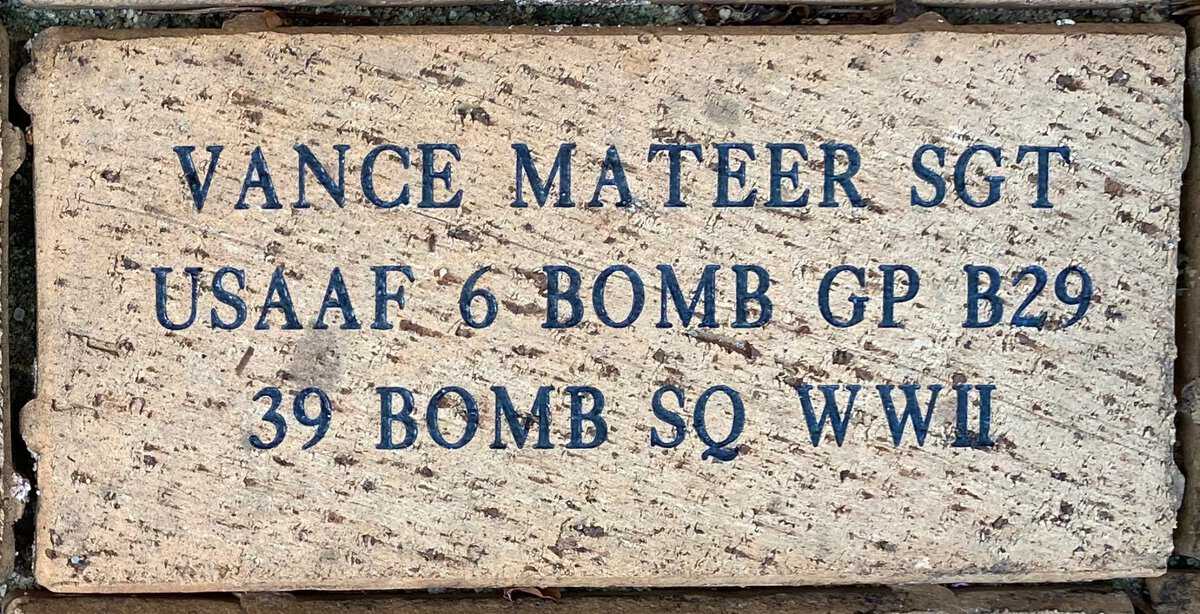 VANCE MATEER SGT
USAAF 6 BOMB GP B29
39 BOMB SQ WWII